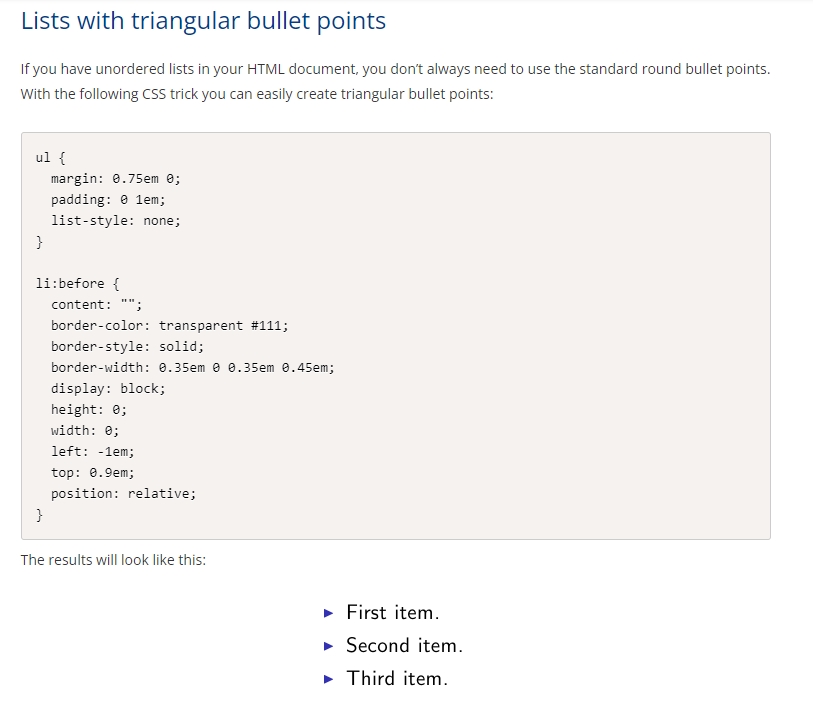 Lists with triangular bullet points
If you have unordered lists in your HTML document, you don't always need to use the standard round bullet points.
With the following CSS trick you can easily create triangular bullet points:
ul {
  margin: 0.75em 0;
  padding: 0 1em;
  list-style: none;
}
li:before {
  content: "";
  border-color: transparent #111;
  border-style: solid;
  border-width: 0.35em 0 0.35em 0.45em;
  display: block;
  height: 0;
  width: 0;
  left: -1em;
  top: 0.9em;
  position: relative;
}
The results will look like this:
First item.
Second item.
Third item.